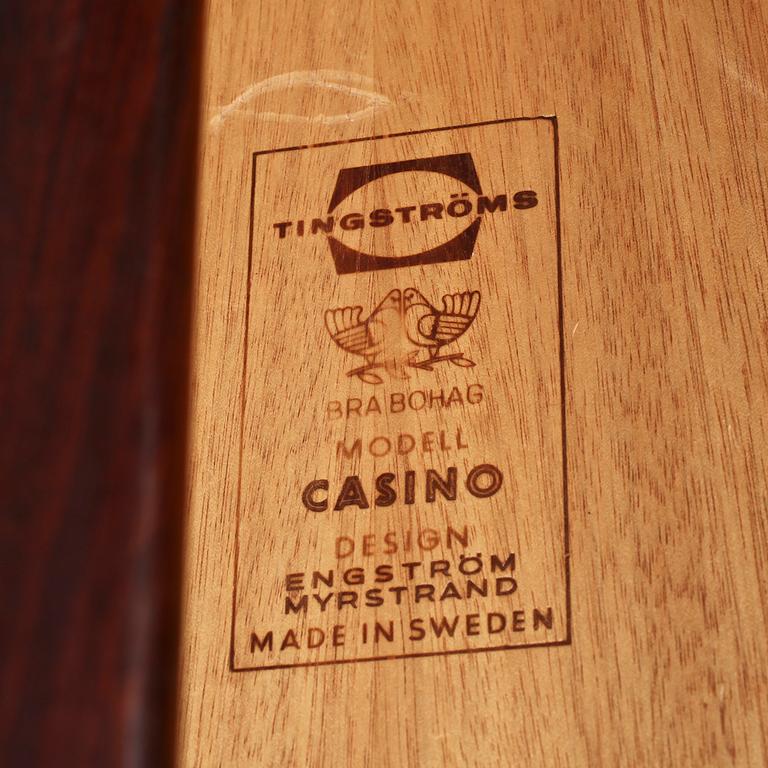 TINGSTRÖMS
BRA BOHAG
MODELL
CASINO
DESIGN
ENGSTRÖM
MYRSTRAND
MADE IN SWEDEN